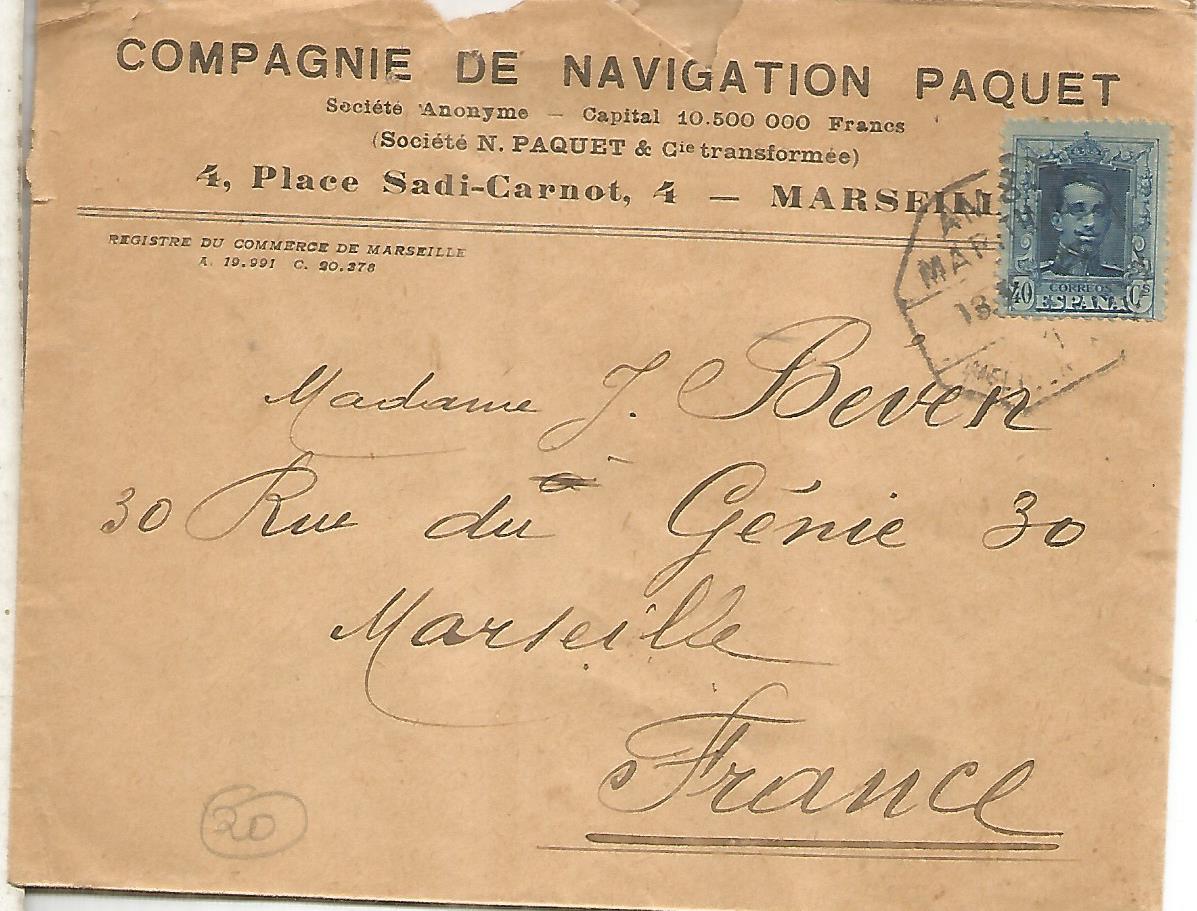 COMPAGNIE DE NAVIGATION PAQUET
Société Anonyme — Capital 10.500 000 Francs
(Société N. PAQUET & Cie transformée)
4, Place Sadi-Carnot, 4 — MARSEILL
REGISTRE DU COMMERCE DE MARSEILLE
A. 19.991 C. 20.378
40 CORREOS Cs
ESPAÑA
Madame J. Beven
30 Rue du Génie 30
Marseille
France
20